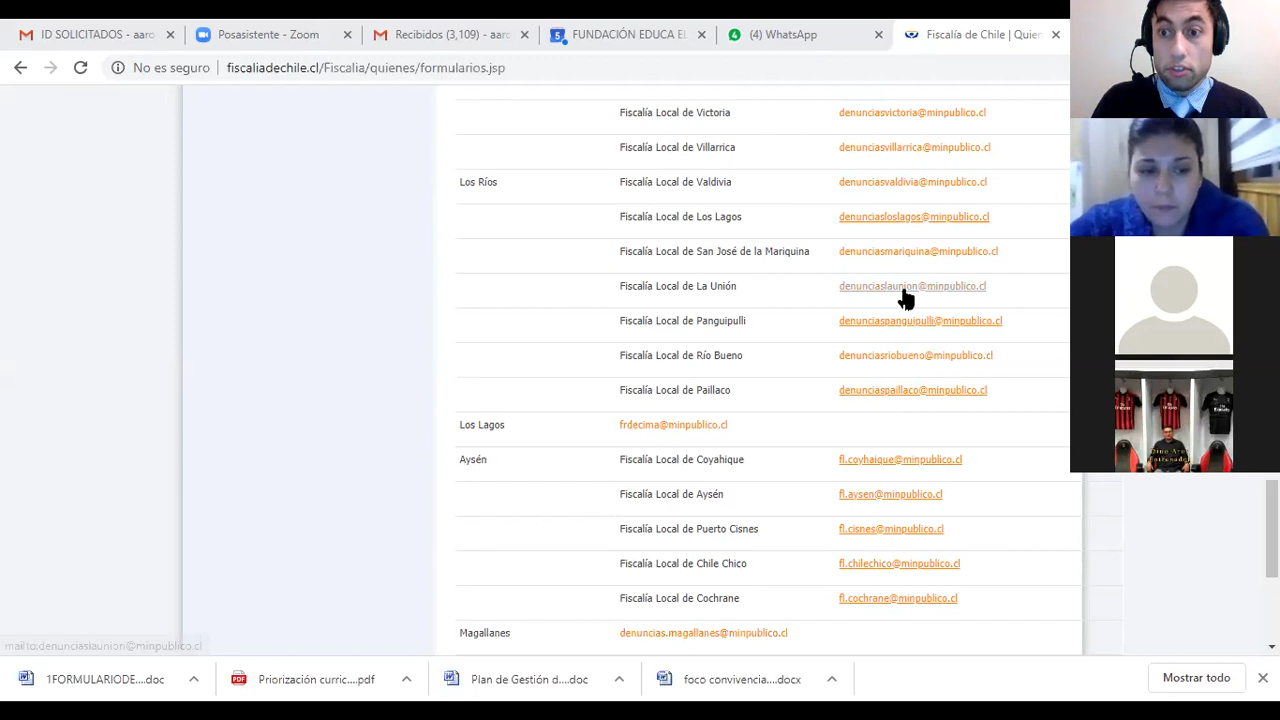 ID SOLICITADOS - aaro
Posasistente - Zoom
Recibidos (3,109) - aaro
FUNDACIÓN EDUCA EL
(4) WhatsApp
Fiscalía de Chile | Quien
No es seguro
fiscaliadechile.cl/Fiscalia/quienes/formularios.jsp
Fiscalía Local de Victoria denunciasvictoria@minpublico.cl
Fiscalía Local de Villarrica denunciasvillarrica@minpublico.cl
Los Ríos Fiscalía Local de Valdivia denunciasvaldivia@minpublico.cl
Fiscalía Local de Los Lagos denunciasloslagos@minpublico.cl
Fiscalía Local de San José de la Mariquina denunciasmariquina@minpublico.cl
Fiscalía Local de La Unión denunciaslaunion@minpublico.cl
Fiscalía Local de Panguipulli denunciaspanguipulli@minpublico.cl
Fiscalía Local de Río Bueno denunciasriobueno@minpublico.cl
Fiscalía Local de Paillaco denunciaspaillaco@minpublico.cl
Los Lagos frdecima@minpublico.cl
Aysén Fiscalía Local de Coyahique fl.coyhaique@minpublico.cl
Fiscalía Local de Aysén fl.aysen@minpublico.cl
Fiscalía Local de Puerto Cisnes fl.cisnes@minpublico.cl
Fiscalía Local de Chile Chico fl.chilechico@minpublico.cl
Fiscalía Local de Cochrane fl.cochrane@minpublico.cl
Magallanes denuncias.magallanes@minpublico.cl
mailto:denunciaslaunion@minpublico.cl
1FORMULARIODE....doc
Priorización curric....pdf
Plan de Gestión d....doc
foco convivencia....docx
Mostrar todo